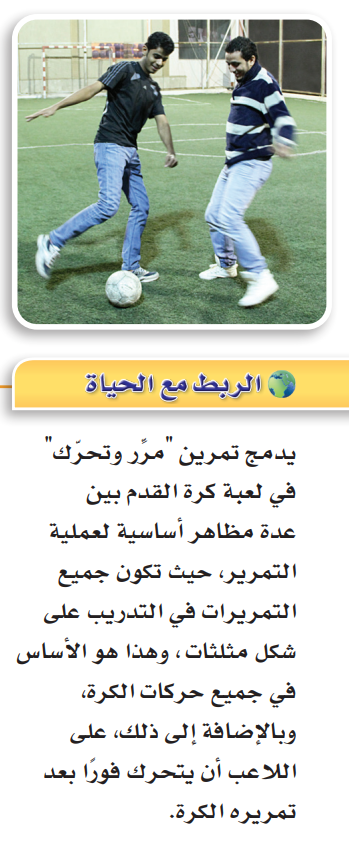 الربط مع الحياة
يدمج تمرين "مرِّر وتحرّك"
في لعبة كرة القدم بين
عدة مظاهر أساسية لعملية
التمرير، حيث تكون جميع
التمريرات في التدريب على
شكل مثلثات، وهذا هو الأساس
في جميع حركات الكرة،
وبالإضافة إلى ذلك، على
اللاعب أن يتحرك فورًا بعد
تمريره الكرة.